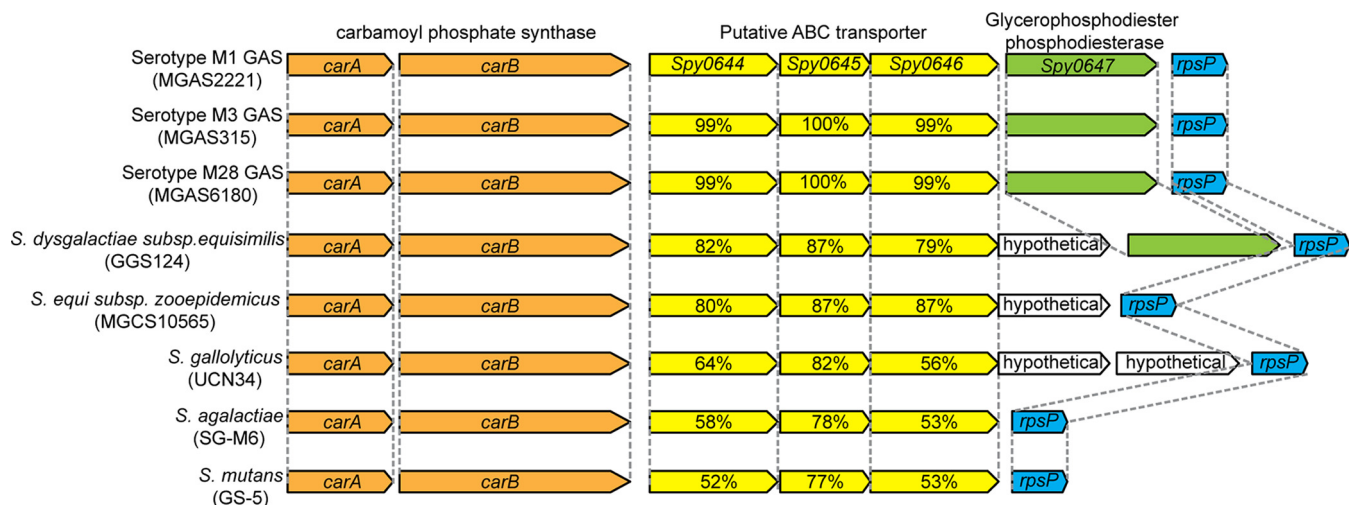 carbamoyl phosphate synthase
Putative ABC transporter
Glycerophosphodiester
phosphodiesterase
Serotype M1 GAS
(MGAS2221)
carA
carB
Spy0644
Spy0645
Spy0646
Spy0647
rpsP
Serotype M3 GAS
(MGAS315)
carA
carB
99%
100%
99%
rpsP
Serotype M28 GAS
(MGAS6180)
carA
carB
99%
100%
99%
rpsP
S. dysgalactiae subsp.equisimilis
(GGS124)
carA
carB
82%
87%
79%
hypothetical
rpsP
S. equi subsp. zooepidemicus
(MGCS10565)
carA
carB
80%
87%
87%
hypothetical
rpsP
S. gallolyticus
(UCN34)
carA
carB
64%
82%
56%
hypothetical
hypothetical
rpsP
S. agalactiae
(SG-M6)
carA
carB
58%
78%
53%
rpsP
S. mutans
(GS-5)
carA
carB
52%
77%
53%
rpsP